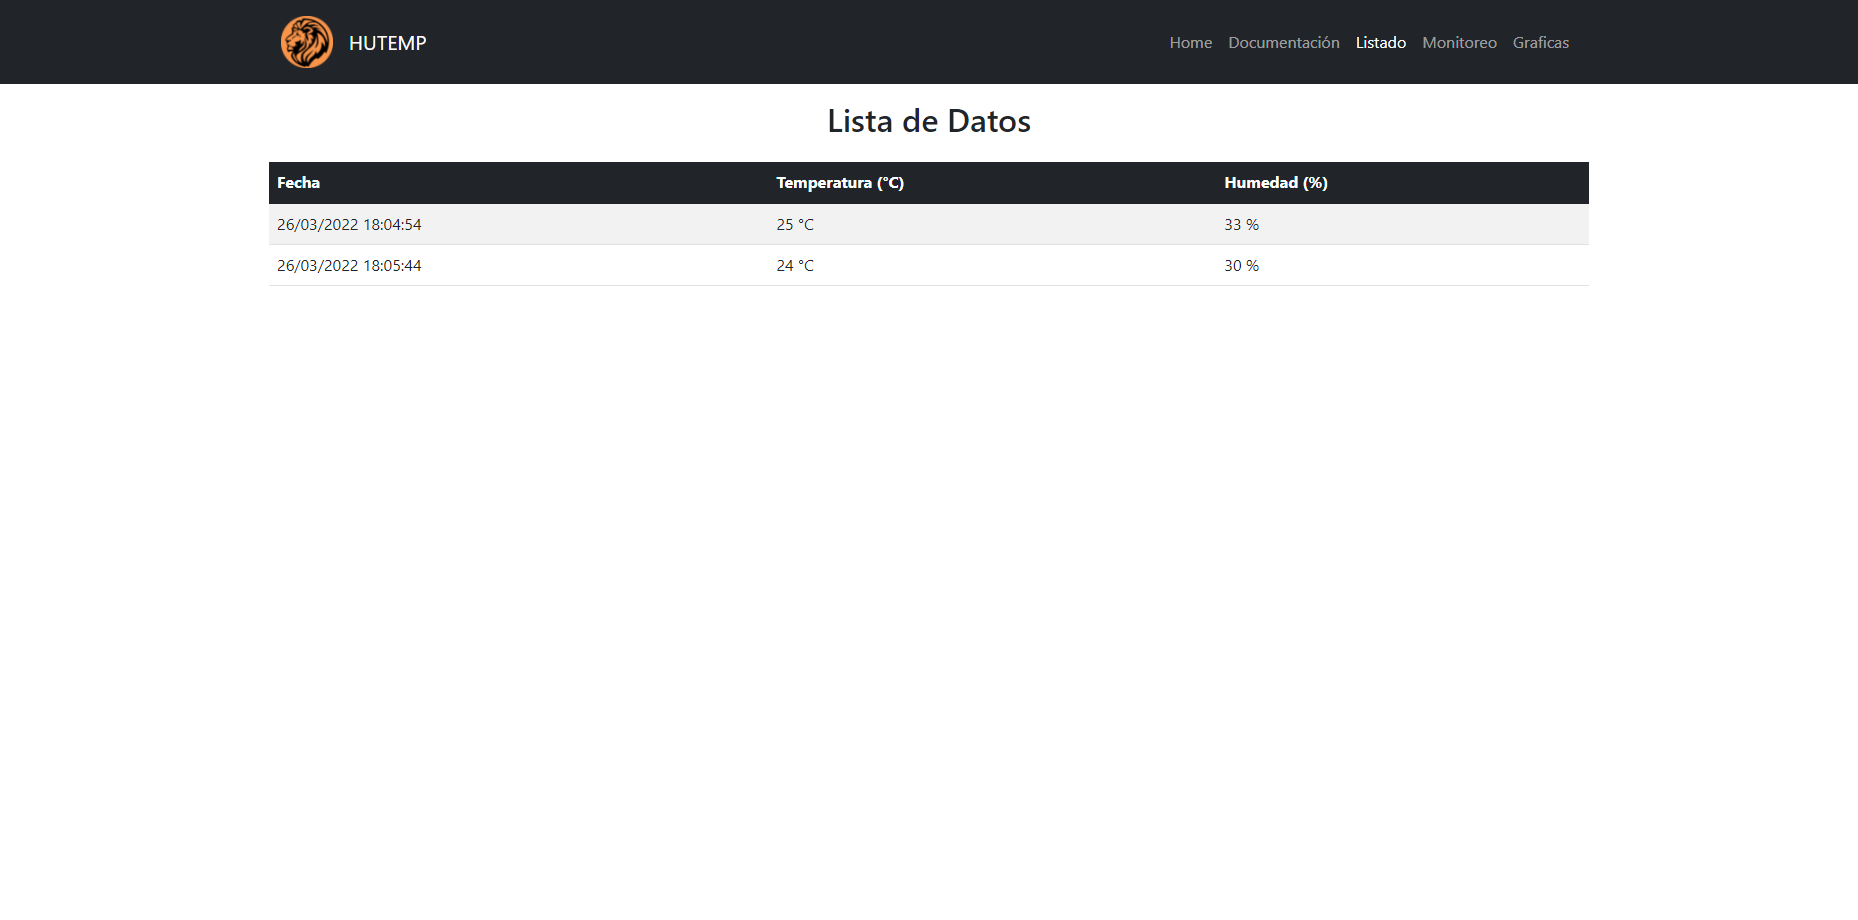 HUTEMP Home Documentación Listado Monitoreo Graficas
Lista de Datos
Fecha Temperatura (°C) Humedad (%)
26/03/2022 18:04:54 25 °C 33 %
26/03/2022 18:05:44 24 °C 30 %